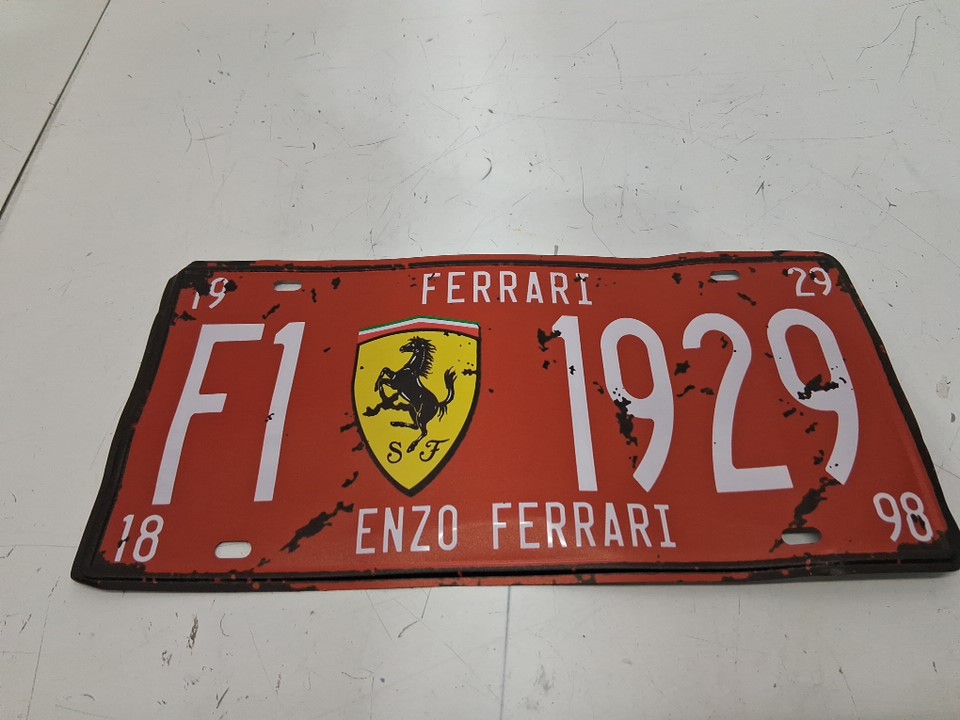 19 FERRARI 29
F1 1929
S F
18 ENZO FERRARI 98